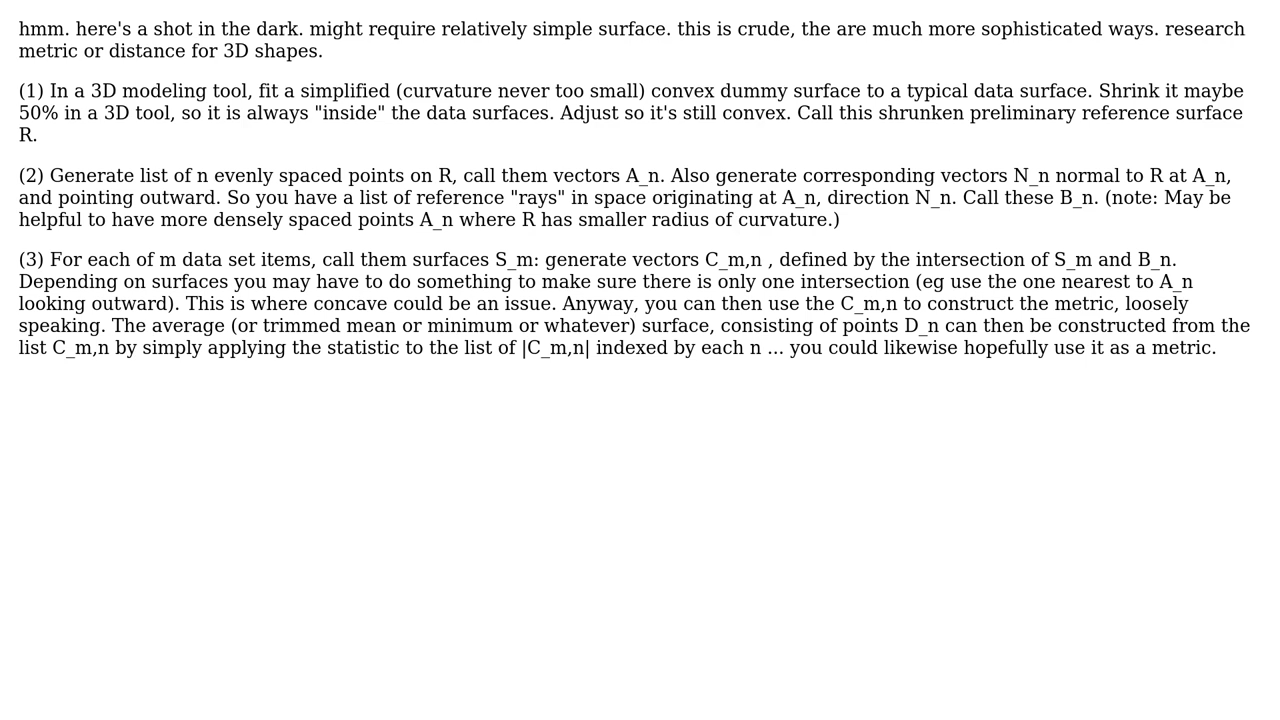 hmm. here's a shot in the dark. might require relatively simple surface. this is crude, the are much more sophisticated ways. research
metric or distance for 3D shapes.
(1) In a 3D modeling tool, fit a simplified (curvature never too small) convex dummy surface to a typical data surface. Shrink it maybe
50% in a 3D tool, so it is always "inside" the data surfaces. Adjust so it's still convex. Call this shrunken preliminary reference surface
R.
(2) Generate list of n evenly spaced points on R, call them vectors A_n. Also generate corresponding vectors N_n normal to R at A_n,
and pointing outward. So you have a list of reference "rays" in space originating at A_n, direction N_n. Call these B_n. (note: May be
helpful to have more densely spaced points A_n where R has smaller radius of curvature.)
(3) For each of m data set items, call them surfaces S_m: generate vectors C_m,n , defined by the intersection of S_m and B_n.
Depending on surfaces you may have to do something to make sure there is only one intersection (eg use the one nearest to A_n
looking outward). This is where concave could be an issue. Anyway, you can then use the C_m,n to construct the metric, loosely
speaking. The average (or trimmed mean or minimum or whatever) surface, consisting of points D_n can then be constructed from the
list C_m,n by simply applying the statistic to the list of |C_m,n| indexed by each n ... you could likewise hopefully use it as a metric.